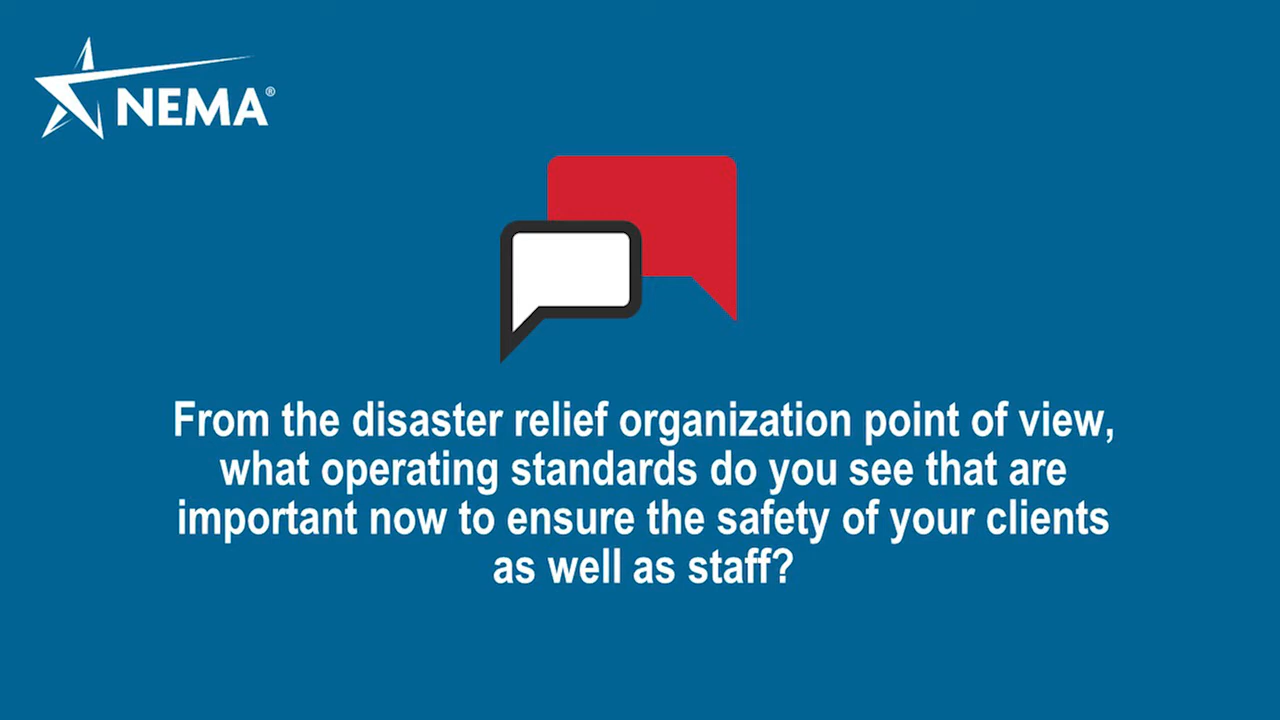 NEMA®
From the disaster relief organization point of view,
what operating standards do you see that are
important now to ensure the safety of your clients
as well as staff?